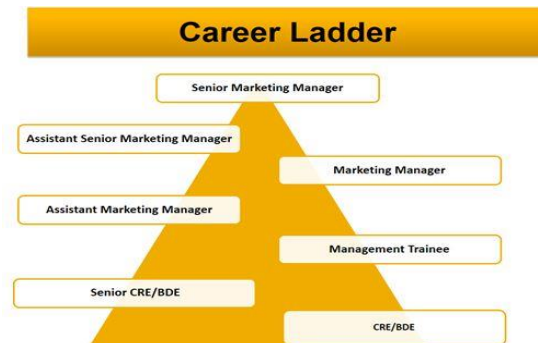 Career Ladder
Senior Marketing Manager
Assistant Senior Marketing Manager
Marketing Manager
Assistant Marketing Manager
Management Trainee
Senior CRE/BDE
CRE/BDE